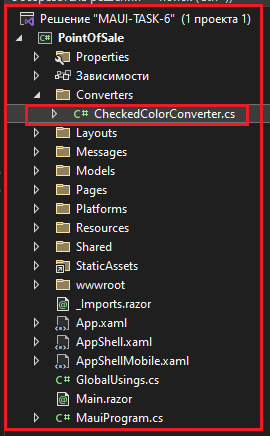 Решение "MAUI-TASK-6" (1 проекта 1)
PointOfSale
Properties
Зависимости
Converters
C# CheckedColorConverter.cs
Layouts
Messages
Models
Pages
Platforms
Resources
Shared
StaticAssets
wwwroot
_Imports.razor
App.xaml
AppShell.xaml
AppShellMobile.xaml
C# GlobalUsings.cs
Main.razor
C# MauiProgram.cs